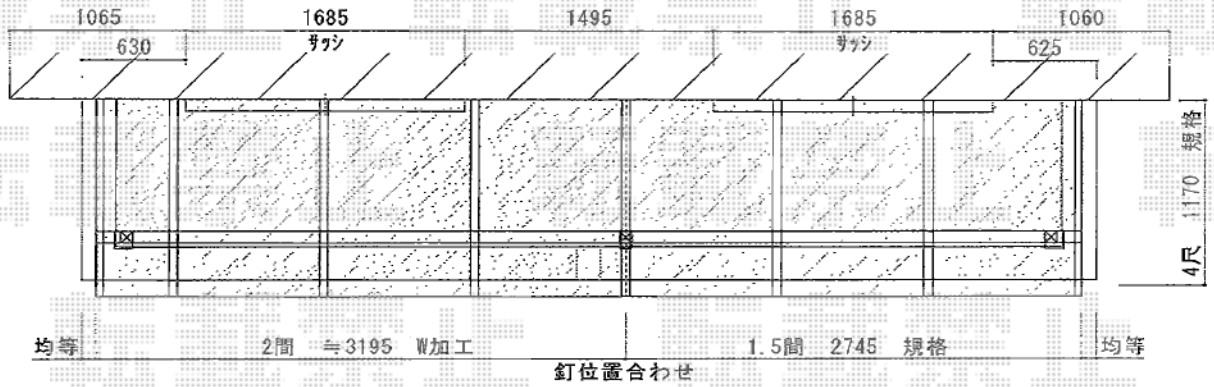 1065 1685 1495 1685 1060
630 サッシ サッシ 625
1170 規格
4尺
均等 2間 ≒3195 W加工 1.5間 2745 規格 均等
釘位置合わせ